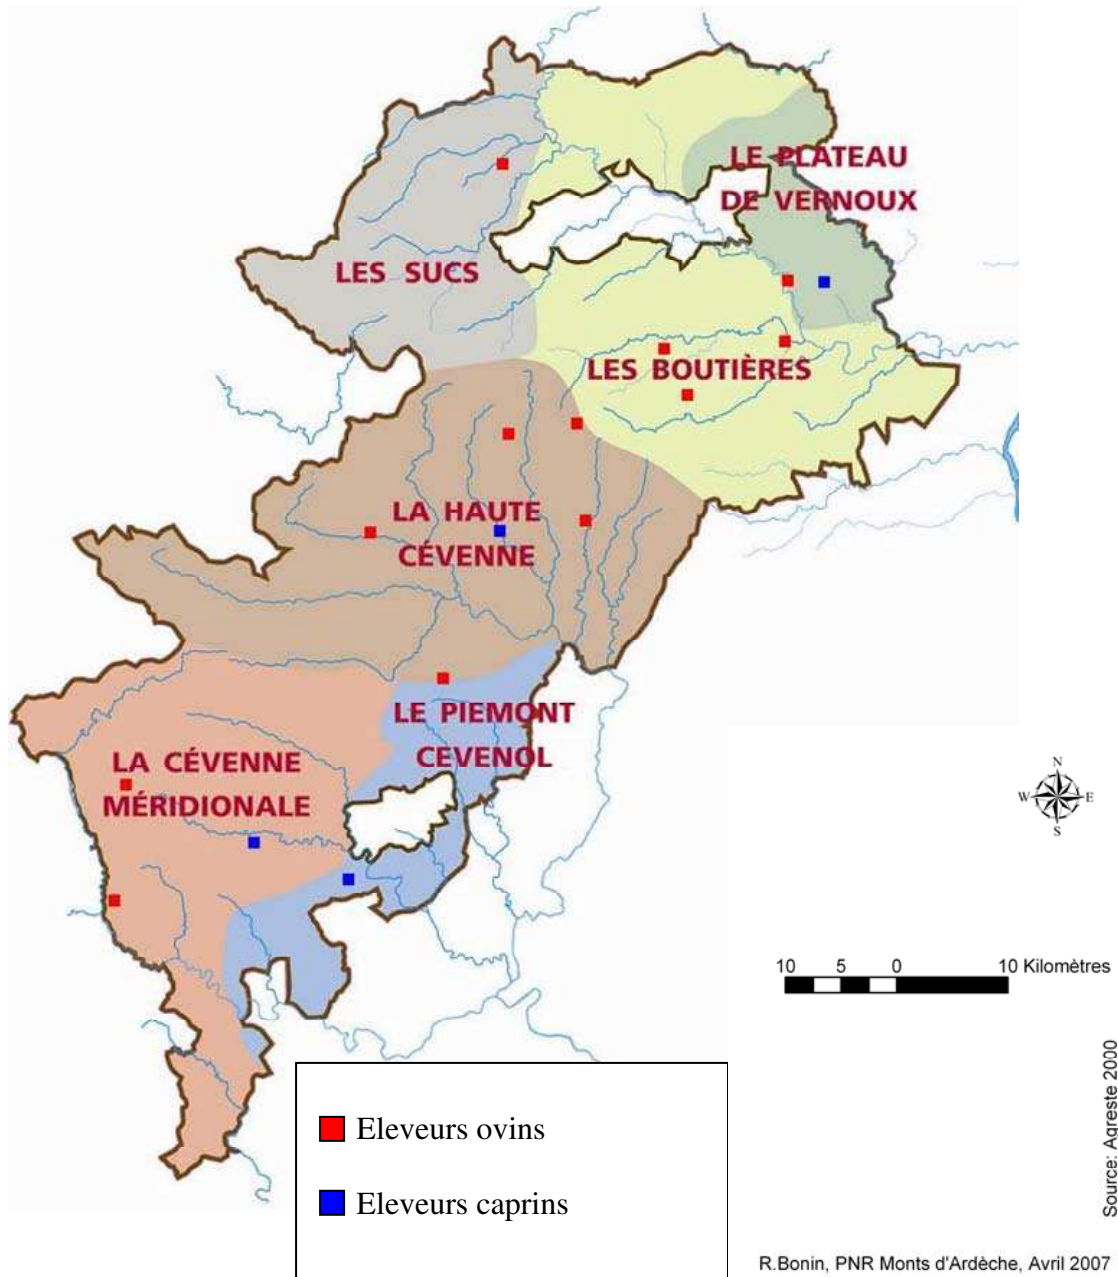 LE PLATEAU
DE VERNOUX
LES SUCS
LES BOUTIÈRES
LA HAUTE
CÉVENNE
LE PIEMONT
CEVENOL
LA CÉVENNE
MÉRIDIONALE
N
W E
S
10 5 0 10 Kilomètres
Eleveurs ovins
Eleveurs caprins
Source: Agreste 2000
R.Bonin, PNR Monts d'Ardèche, Avril 2007